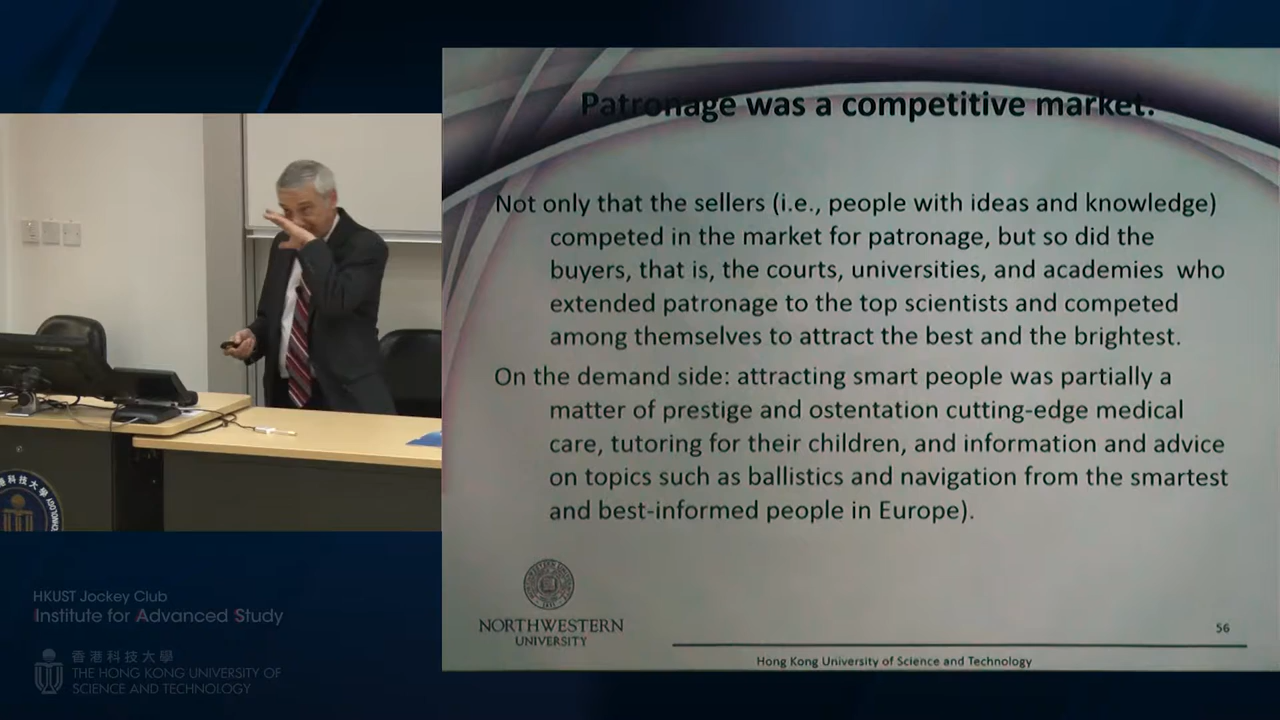 Patronage was a competitive market.
Not only that the sellers (i.e., people with ideas and knowledge)
competed in the market for patronage, but so did the
buyers, that is, the courts, universities, and academies who
extended patronage to the top scientists and competed
among themselves to attract the best and the brightest.
On the demand side: attracting smart people was partially a
matter of prestige and ostentation cutting-edge medical
care, tutoring for their children, and information and advice
on topics such as ballistics and navigation from the smartest
and best-informed people in Europe).
NORTHWESTERN
UNIVERSITY
56
Hong Kong University of Science and Technology
HKUST Jockey Club
Institute for Advanced Study
香港科技大學
THE HONG KONG UNIVERSITY OF
SCIENCE AND TECHNOLOGY